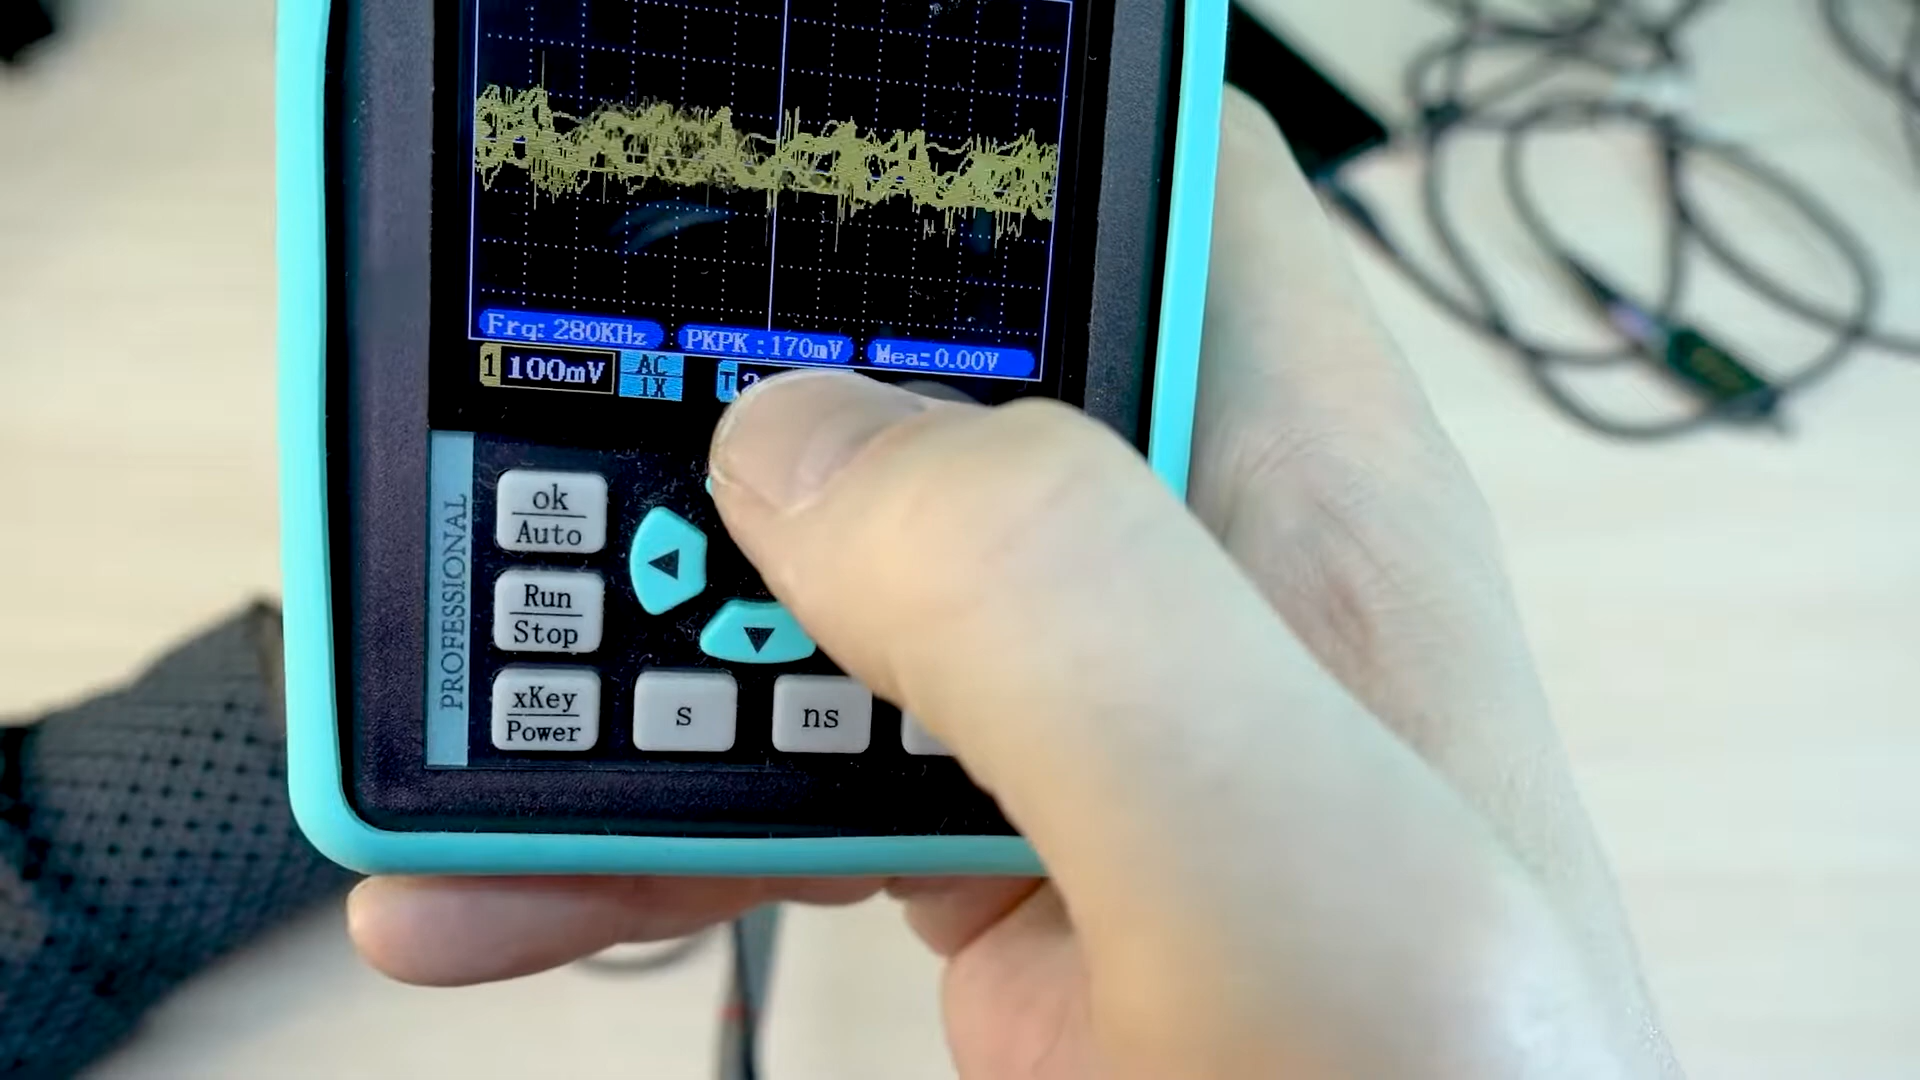 Frq: 280KHz PKPK :170mV Mea:0.00V
1 100mV AC 1X T
ok
Auto
Run
Stop
xKey
Power
s
ns
PROFESSIONAL